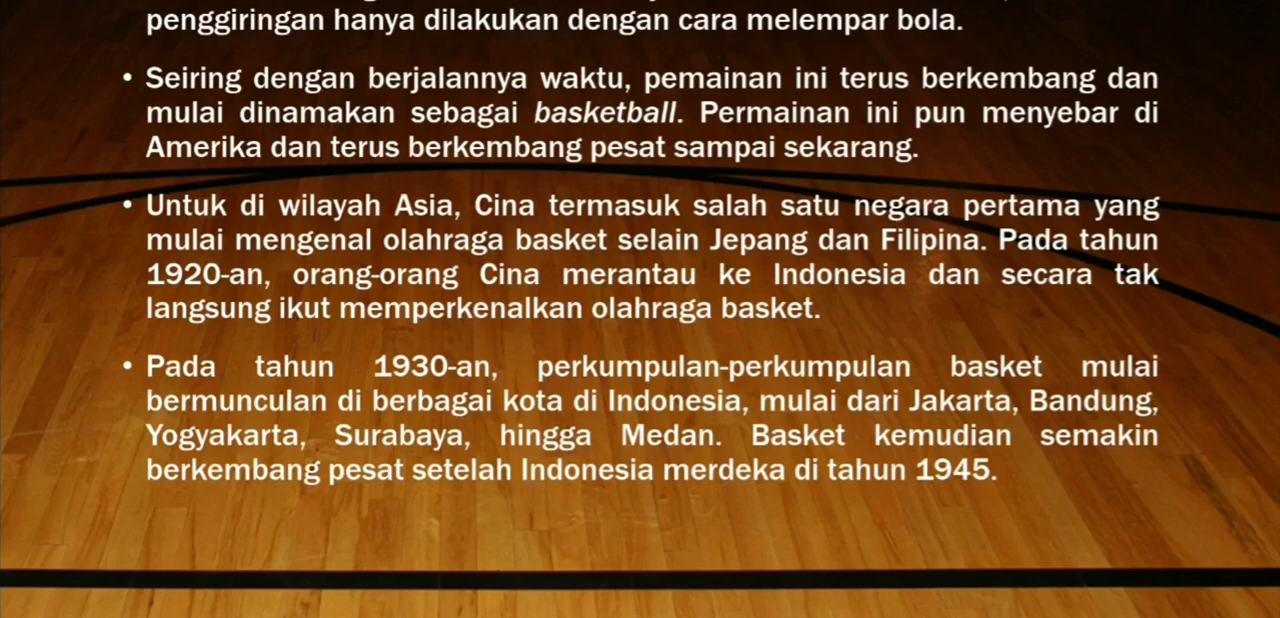 penggiringan hanya dilakukan dengan cara melempar bola.
• Seiring dengan berjalannya waktu, pemainan ini terus berkembang dan
mulai dinamakan sebagai basketball. Permainan ini pun menyebar di
Amerika dan terus berkembang pesat sampai sekarang.
• Untuk di wilayah Asia, Cina termasuk salah satu negara pertama yang
mulai mengenal olahraga basket selain Jepang dan Filipina. Pada tahun
1920-an, orang-orang Cina merantau ke Indonesia dan secara tak
langsung ikut memperkenalkan olahraga basket.
• Pada tahun 1930-an, perkumpulan-perkumpulan basket mulai
bermunculan di berbagai kota di Indonesia, mulai dari Jakarta, Bandung,
Yogyakarta, Surabaya, hingga Medan. Basket kemudian semakin
berkembang pesat setelah Indonesia merdeka di tahun 1945.